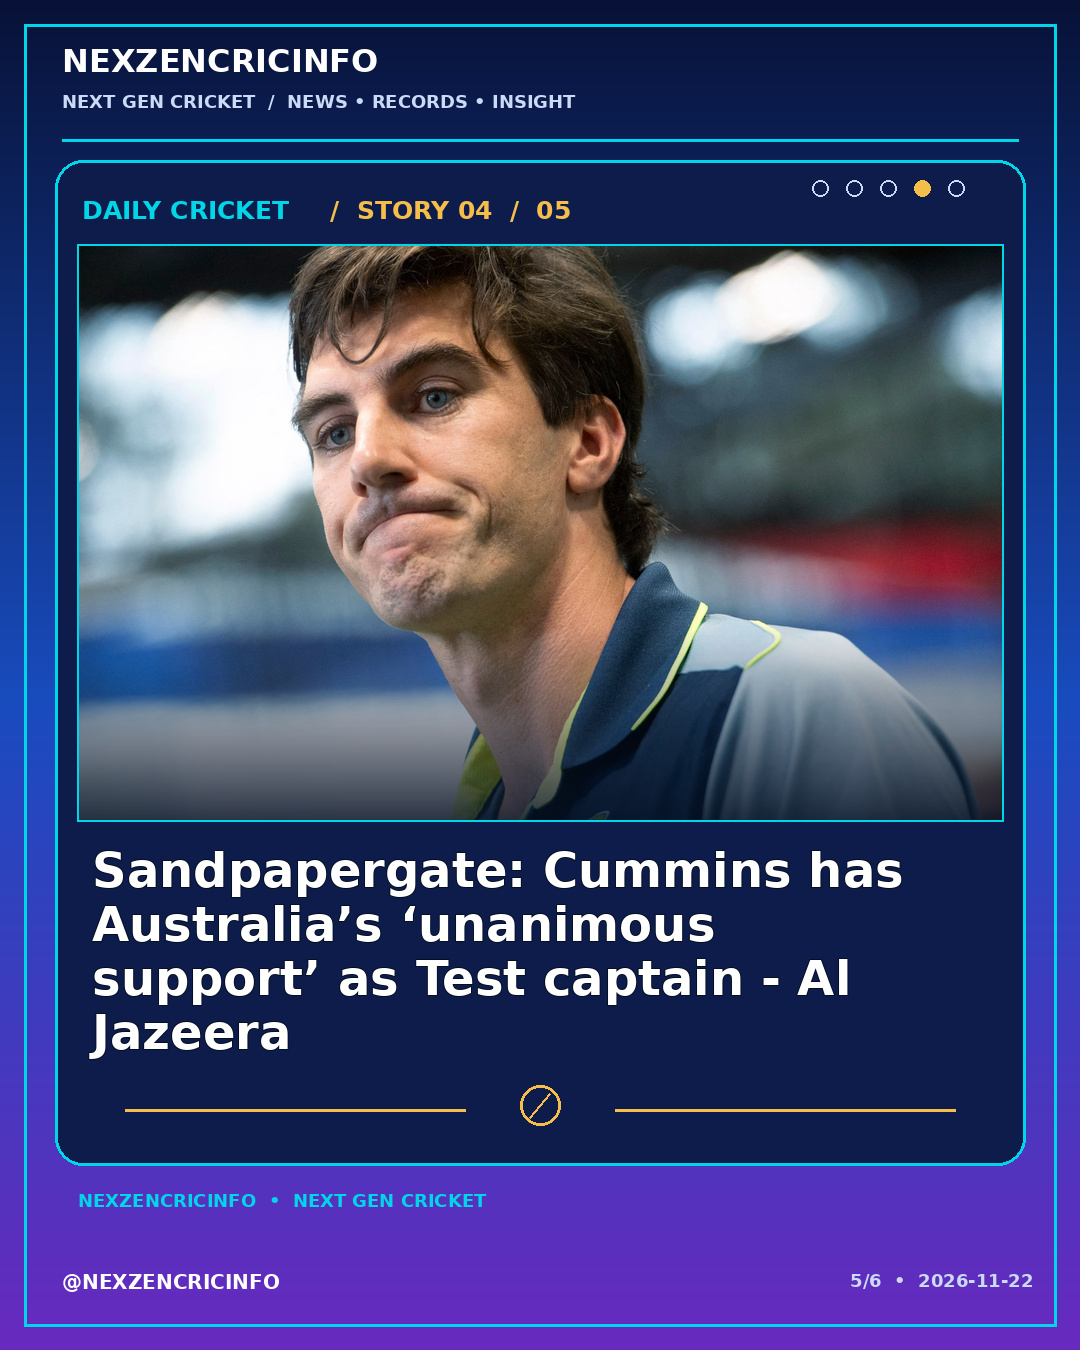 NEXZENCRICINFO
NEXT GEN CRICKET / NEWS • RECORDS • INSIGHT
DAILY CRICKET / STORY 04 / 05
Sandpapergate: Cummins has
Australia’s ‘unanimous
support’ as Test captain - Al
Jazeera
NEXZENCRICINFO • NEXT GEN CRICKET
@NEXZENCRICINFO
5/6 • 2026-11-22